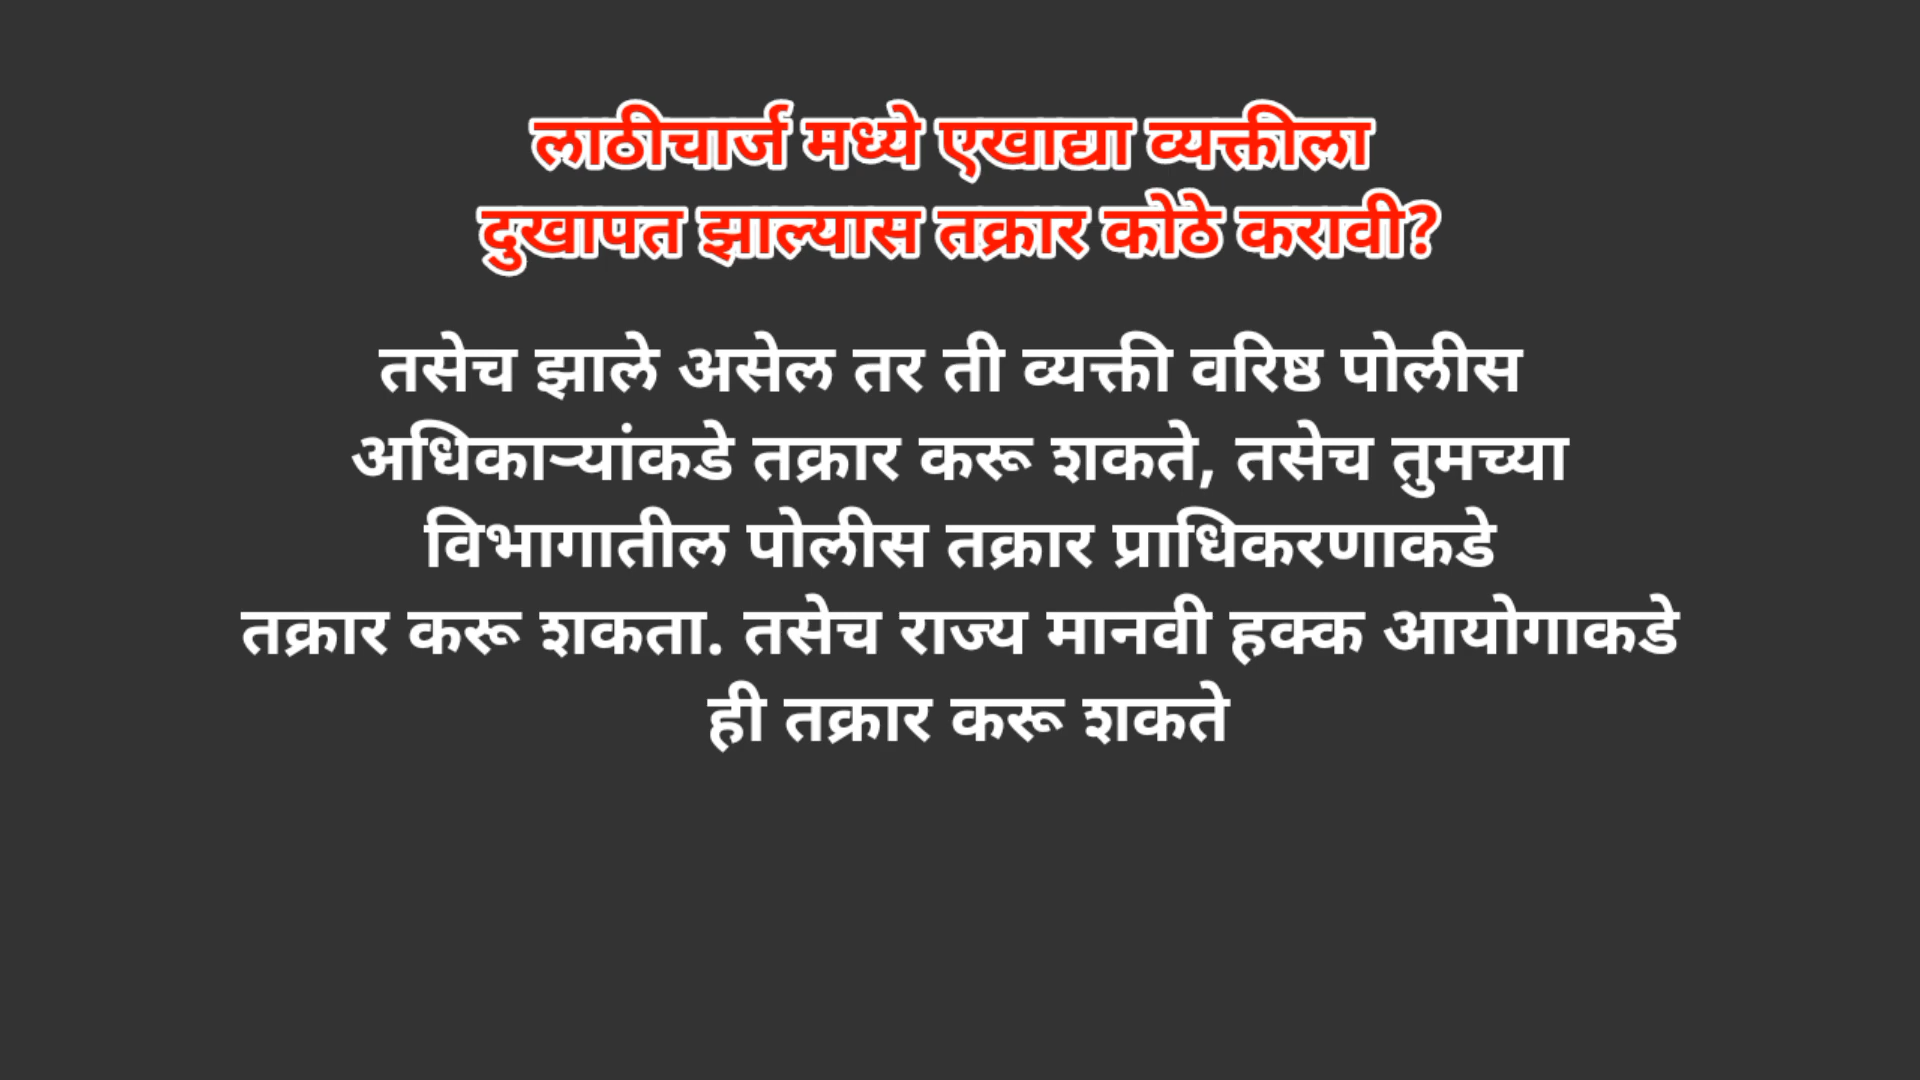 लाठीचार्ज मध्ये एखाद्या व्यक्तीला
दुखापत झाल्यास तक्रार कोठे करावी?
तसेच झाले असेल तर ती व्यक्ती वरिष्ठ पोलीस
अधिकाऱ्यांकडे तक्रार करू शकते, तसेच तुमच्या
विभागातील पोलीस तक्रार प्राधिकरणाकडे
तक्रार करू शकता. तसेच राज्य मानवी हक्क आयोगाकडे
ही तक्रार करू शकते